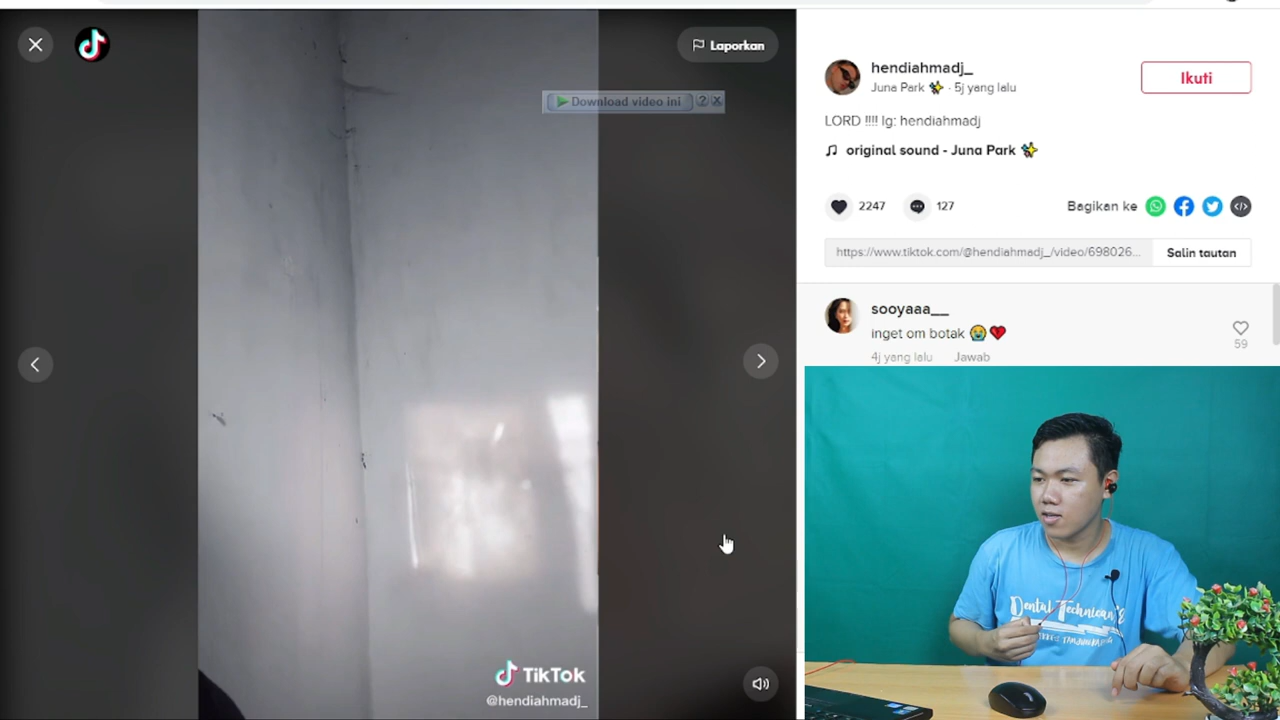 Laporkan
Download video ini
TikTok
@hendiahmadj_
hendiahmadj_
Juna Park ✨ · 5j yang lalu
Ikuti
LORD !!!! Ig: hendiahmadj
♫ original sound - Juna Park ✨
2247
127
Bagikan ke
https://www.tiktok.com/@hendiahmadj_/video/698026...
Salin tautan
sooyaaa__
inget om botak 😭💔
59
4j yang lalu
Jawab
Dental Technician's